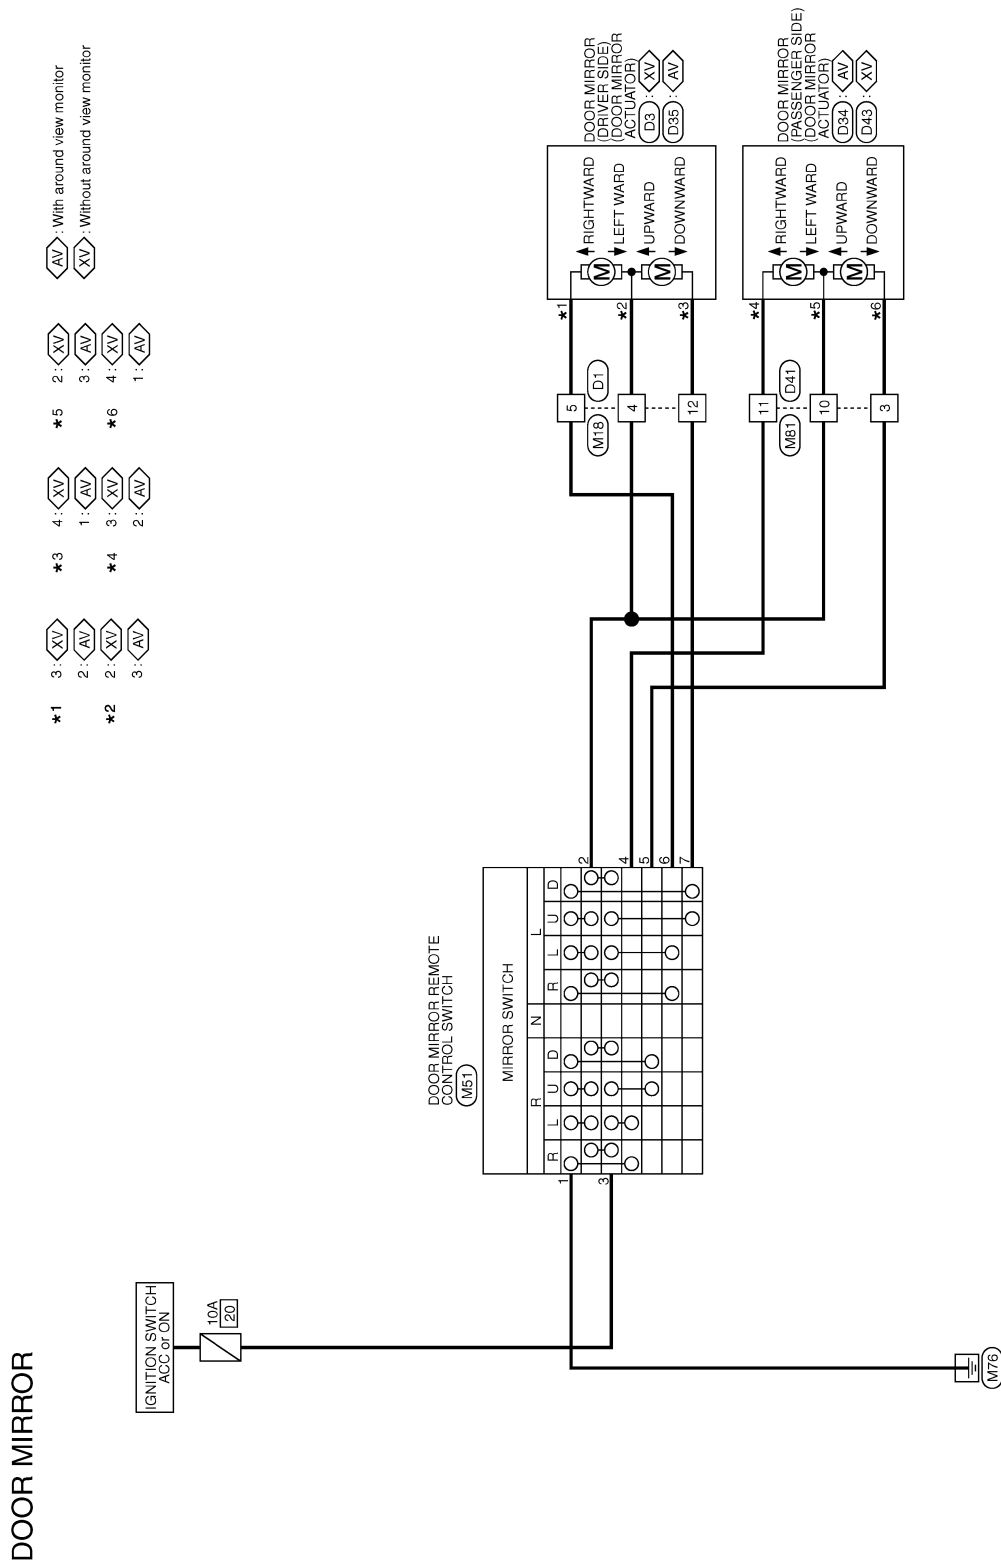 DOOR MIRROR
*1 3 : XV
2 : AV
*2 2 : XV
3 : AV
*3 4 : XV
1 : AV
*4 3 : XV
2 : AV
*5 2 : XV
3 : AV
*6 4 : XV
1 : AV
AV : With around view monitor
XV : Without around view monitor
IGNITION SWITCH
ACC or ON
10A
20
DOOR MIRROR REMOTE
CONTROL SWITCH
M51
MIRROR SWITCH
R N L
R L U D R L U D
1
3
2
4
5
6
7
M76
M18 D1
5
4
12
M81 D41
11
10
3
*1
*2
*3
M
M
RIGHTWARD
LEFT WARD
UPWARD
DOWNWARD
DOOR MIRROR
(DRIVER SIDE)
(DOOR MIRROR
ACTUATOR)
D3 : XV
D35 : AV
*4
*5
*6
M
M
RIGHTWARD
LEFT WARD
UPWARD
DOWNWARD
DOOR MIRROR
(PASSENGER SIDE)
(DOOR MIRROR
ACTUATOR)
D34 : AV
D43 : XV